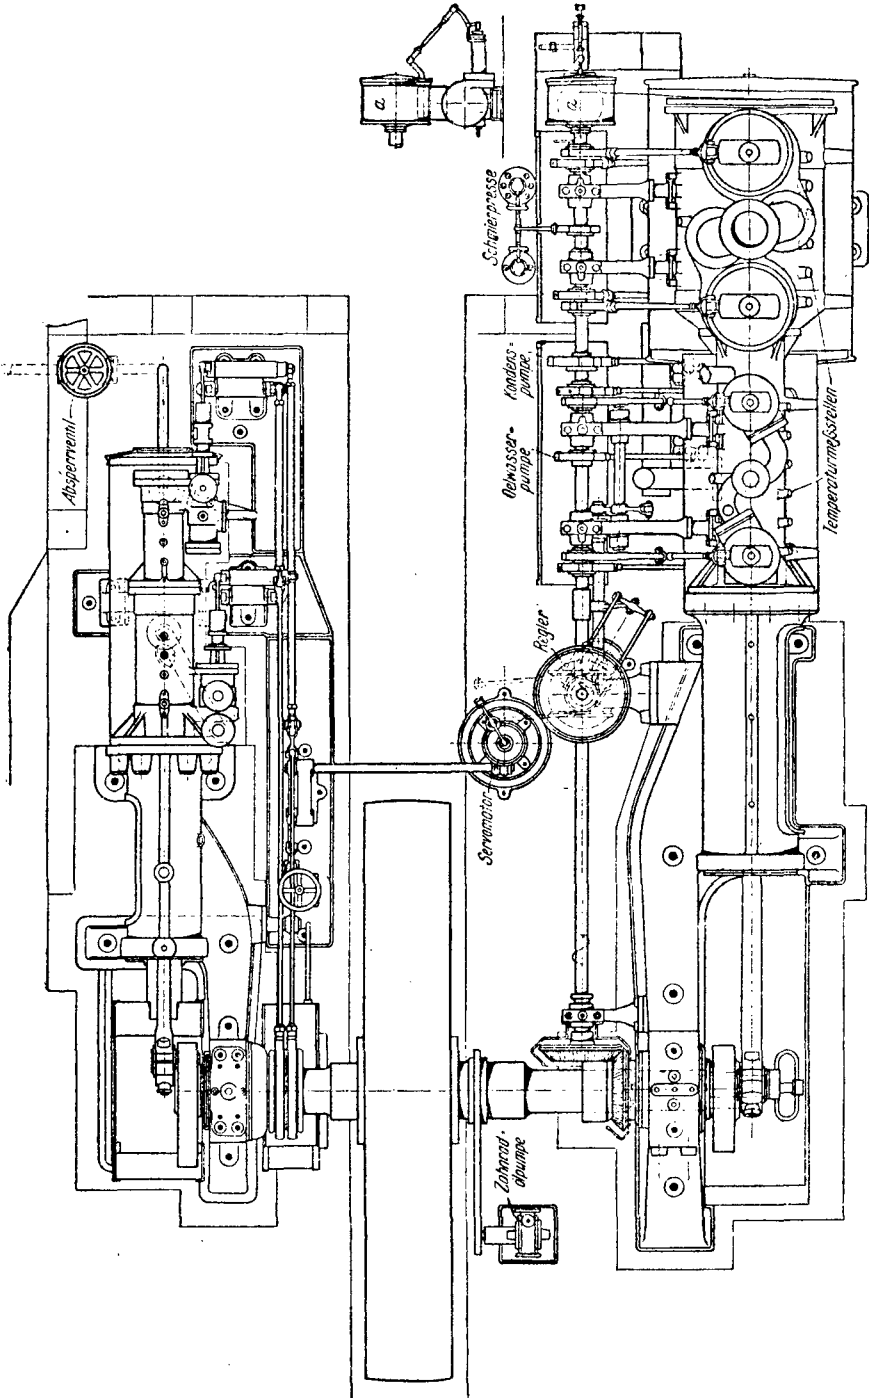 a
a
Schmierpresse
Kondens=
pumpe
Oelwasser=
pumpe
Absperrventil
Temperaturmeßstellen
Regler
Servomotor
Zahnrad=
ölpumpe